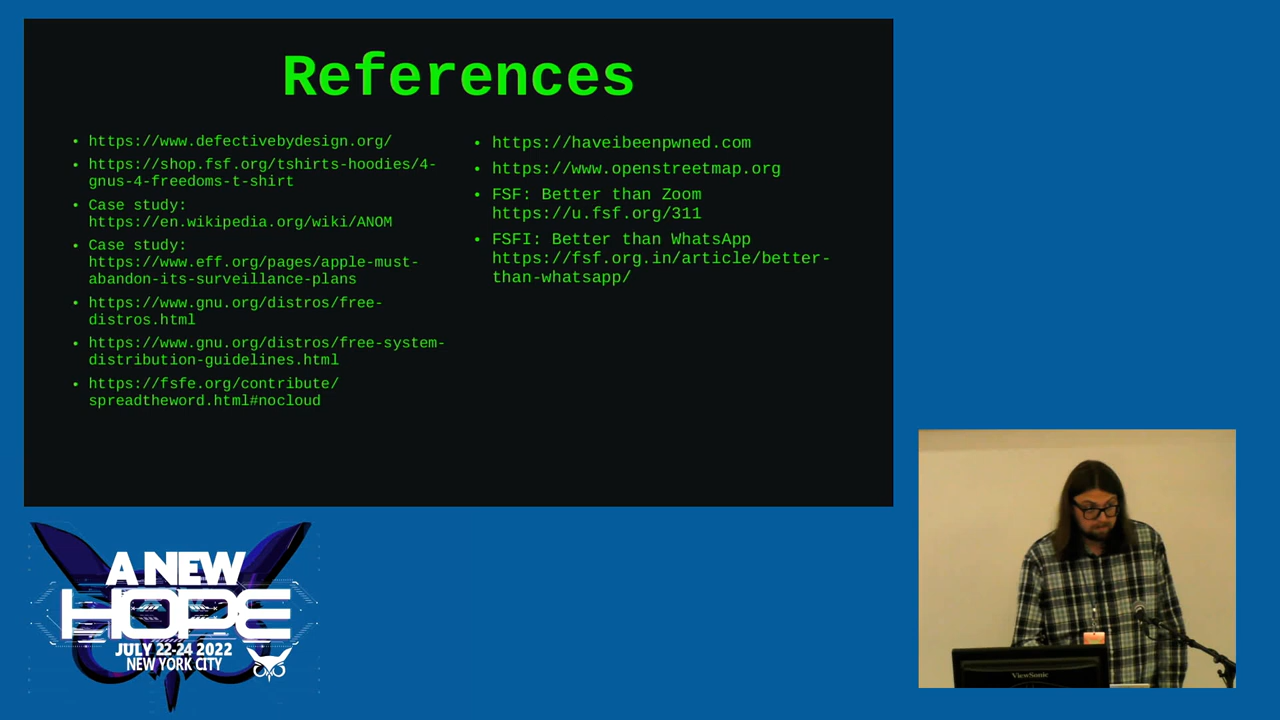 References
• https://www.defectivebydesign.org/
• https://shop.fsf.org/tshirts-hoodies/4-
gnus-4-freedoms-t-shirt
• Case study:
https://en.wikipedia.org/wiki/ANOM
• Case study:
https://www.eff.org/pages/apple-must-
abandon-its-surveillance-plans
• https://www.gnu.org/distros/free-
distros.html
• https://www.gnu.org/distros/free-system-
distribution-guidelines.html
• https://fsfe.org/contribute/
spreadtheword.html#nocloud
• https://haveibeenpwned.com
• https://www.openstreetmap.org
• FSF: Better than Zoom
https://u.fsf.org/311
• FSFI: Better than WhatsApp
https://fsf.org.in/article/better-
than-whatsapp/
A NEW
HOPE
JULY 22-24 2022
NEW YORK CITY
ViewSonic